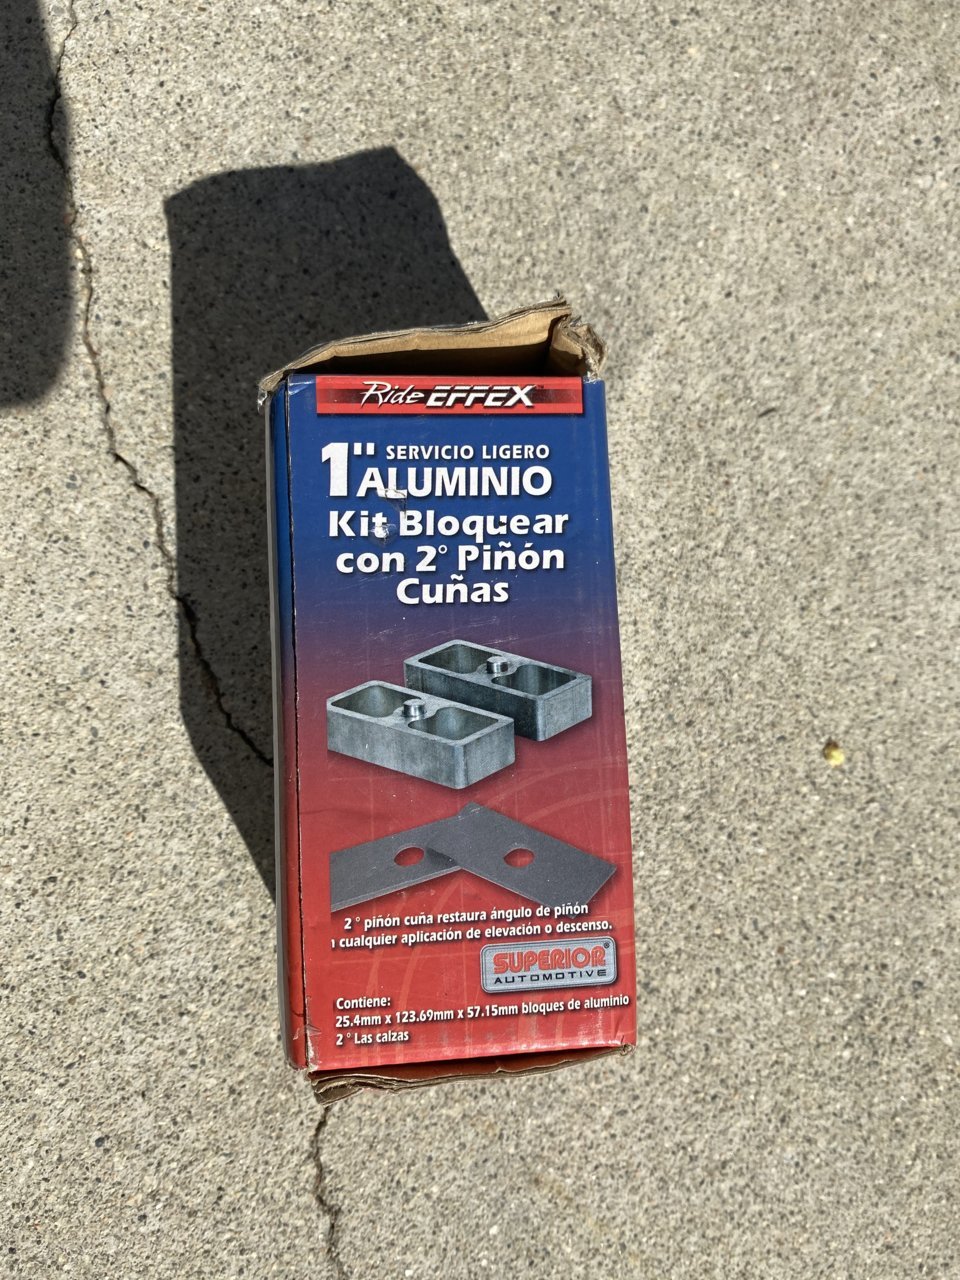 Ride EFFEX™
1" SERVICIO LIGERO
ALUMINIO
Kit Bloquear
con 2° Piñón
Cuñas
2 ° piñón cuña restaura ángulo de piñón
cualquier aplicación de elevación o descenso.
SUPERIOR®
AUTOMOTIVE
Contiene:
25.4mm x 123.69mm x 57.15mm bloques de aluminio
2 ° Las calzas